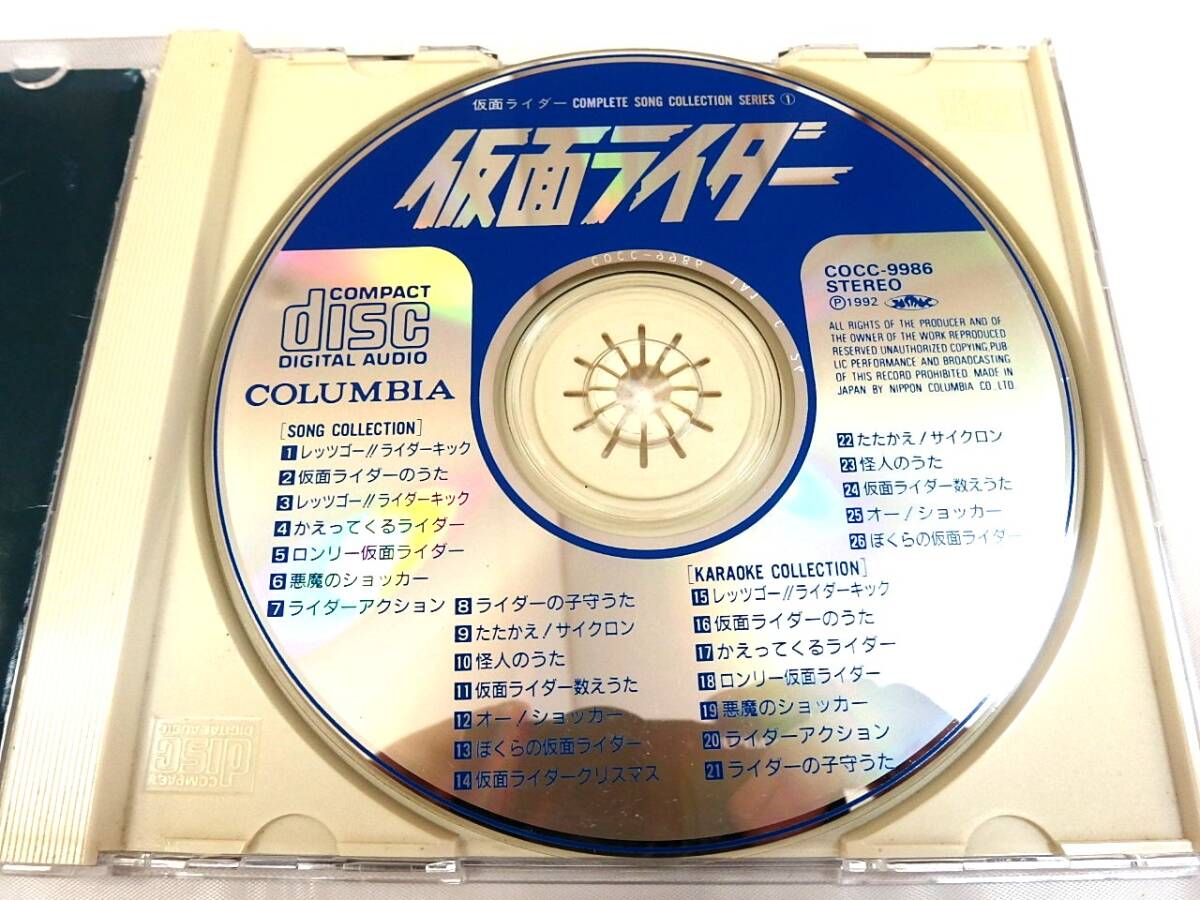 仮面ライダー COMPLETE SONG COLLECTION SERIES ①
仮面ライダー
COCC-9986
COMPACT
disc
DIGITAL AUDIO
COLUMBIA
COCC-9986
STEREO
Ⓟ1992
ALL RIGHTS OF THE PRODUCER AND OF
THE OWNER OF THE WORK REPRODUCED
RESERVED UNAUTHORIZED COPYING, PUB
LIC PERFORMANCE AND BROADCASTING
OF THIS RECORD PROHIBITED MADE IN
JAPAN BY NIPPON COLUMBIA CO. LTD
[SONG COLLECTION]
1 レッツゴー!!ライダーキック
2 仮面ライダーのうた
3 レッツゴー!!ライダーキック
4 かえってくるライダー
5 ロンリー仮面ライダー
6 悪魔のショッカー
7 ライダーアクション
8 ライダーの子守うた
9 たたかえ!サイクロン
10 怪人のうた
11 仮面ライダー数えうた
12 オー!ショッカー
13 ぼくらの仮面ライダー
14 仮面ライダークリスマス
[KARAOKE COLLECTION]
15 レッツゴー!!ライダーキック
16 仮面ライダーのうた
17 かえってくるライダー
18 ロンリー仮面ライダー
19 悪魔のショッカー
20 ライダーアクション
21 ライダーの子守うた
22 たたかえ!サイクロン
23 怪人のうた
24 仮面ライダー数えうた
25 オー!ショッカー
26 ぼくらの仮面ライダー
COMPACT
disc
DIGITAL AUDIO